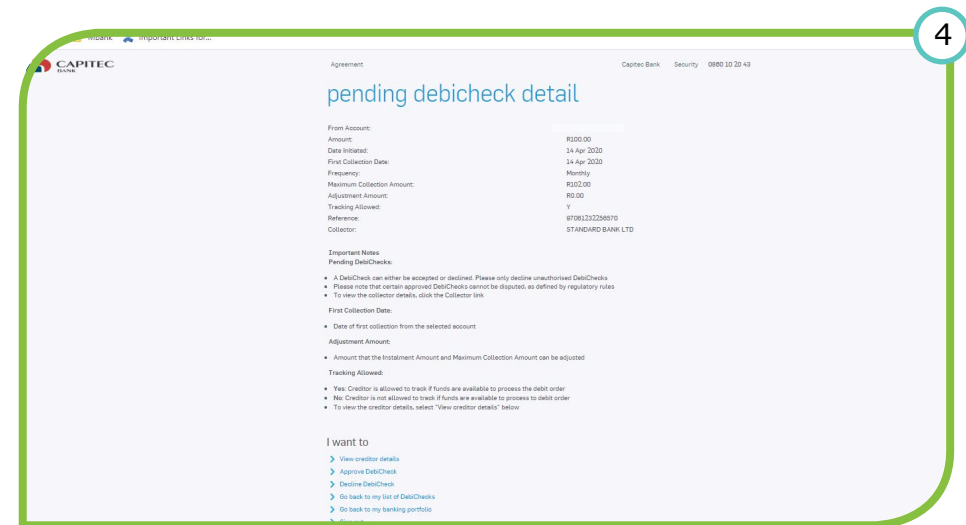 4
Important Links for...
CAPITEC
BANK
Agreement
Capitec Bank Security 0860 10 20 43
pending debicheck detail
From Account:
Amount: R100.00
Date Initiated: 14 Apr 2020
First Collection Date: 14 Apr 2020
Frequency: Monthly
Maximum Collection Amount: R102.00
Adjustment Amount: R0.00
Tracking Allowed: Y
Reference:
Collector: STANDARD BANK LTD
Important Notes
Pending DebiChecks:
• A DebiCheck can either be accepted or declined. Please only decline unauthorised DebiChecks
• Please note that certain approved DebiChecks cannot be disputed, as defined by regulatory rules
• To view the collector details, click the Collector link
First Collection Date:
• Date of first collection from the selected account
Adjustment Amount:
• Amount that the Instalment Amount and Maximum Collection Amount can be adjusted
Tracking Allowed:
• Yes: Creditor is allowed to track if funds are available to process the debit order
• No: Creditor is not allowed to track if funds are available to process to debit order
• To view the creditor details, select "View creditor details" below
I want to
View creditor details
Approve DebiCheck
Decline DebiCheck
Go back to my list of DebiChecks
Go back to my banking portfolio